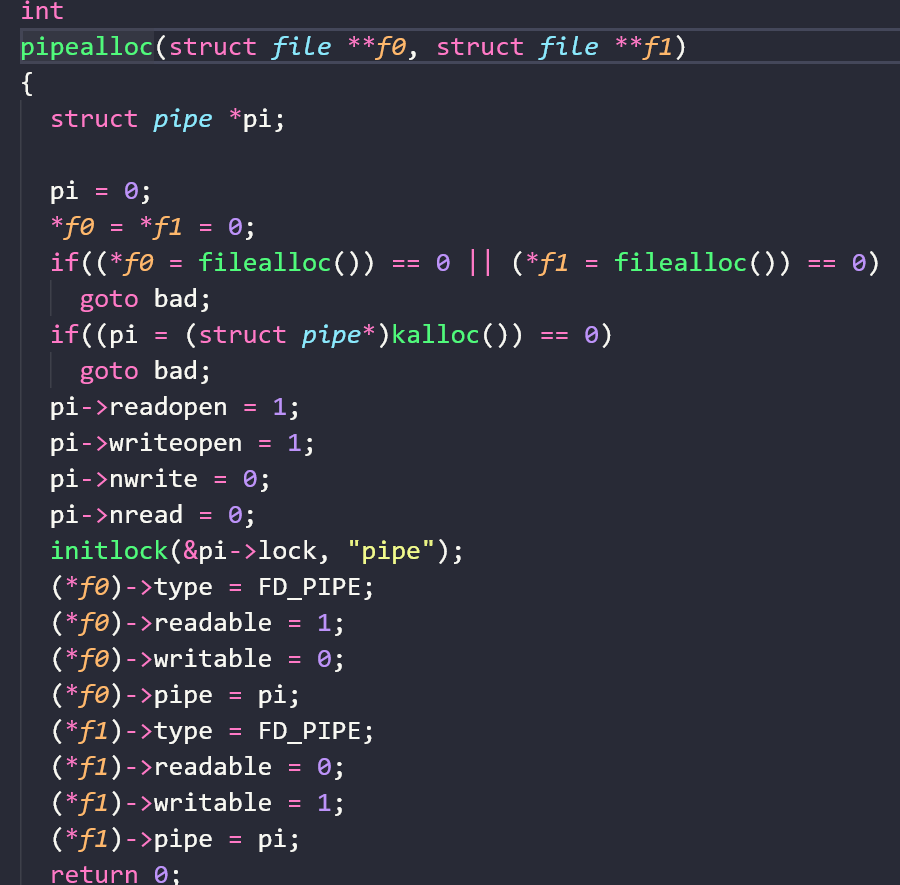 int
pipealloc(struct file **f0, struct file **f1)
{
  struct pipe *pi;

  pi = 0;
  *f0 = *f1 = 0;
  if((*f0 = filealloc()) == 0 || (*f1 = filealloc()) == 0)
    goto bad;
  if((pi = (struct pipe*)kalloc()) == 0)
    goto bad;
  pi->readopen = 1;
  pi->writeopen = 1;
  pi->nwrite = 0;
  pi->nread = 0;
  initlock(&pi->lock, "pipe");
  (*f0)->type = FD_PIPE;
  (*f0)->readable = 1;
  (*f0)->writable = 0;
  (*f0)->pipe = pi;
  (*f1)->type = FD_PIPE;
  (*f1)->readable = 0;
  (*f1)->writable = 1;
  (*f1)->pipe = pi;
  return 0;